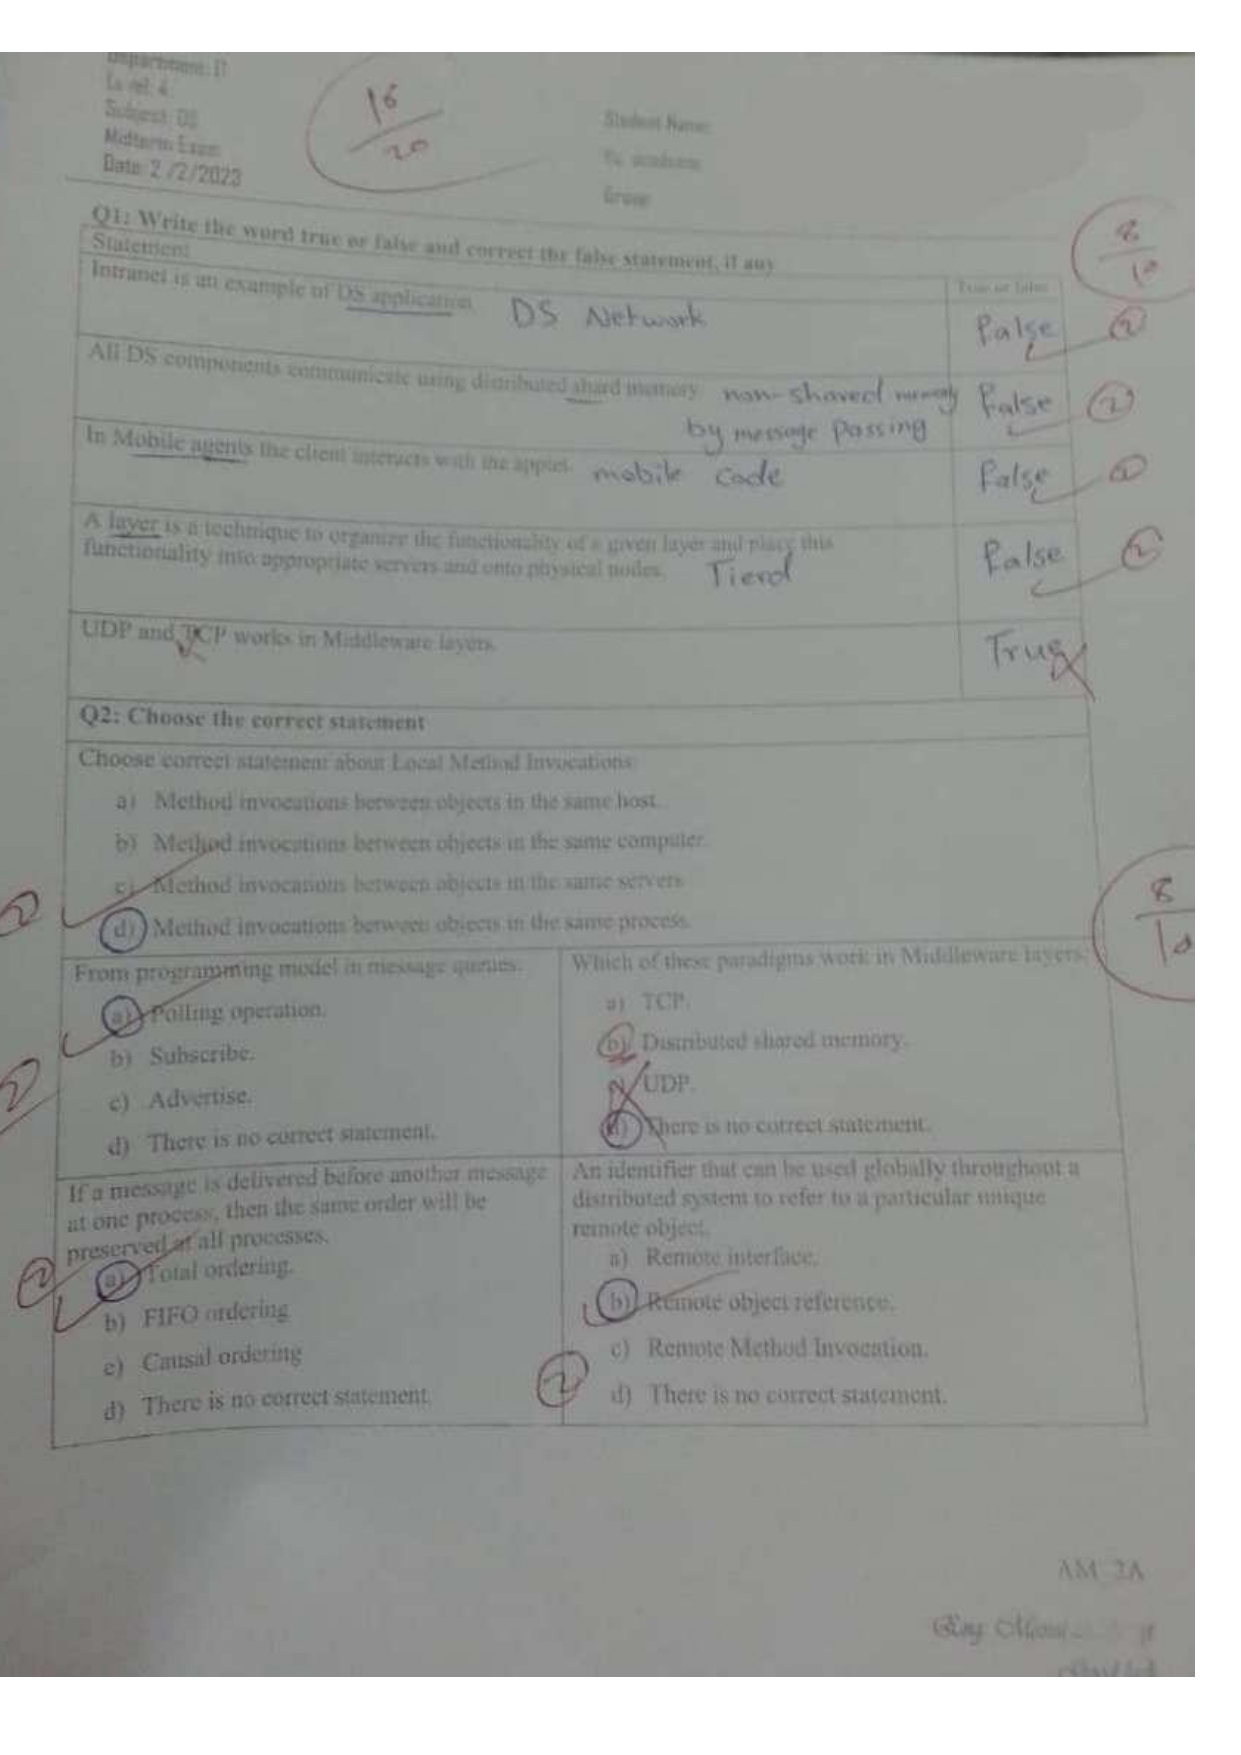 Department: IT
Level: 4
Subject: DS
Midterm Exam
Date: 2 /2/2023
16
20
Student Name:
Group:
8
10
Q1: Write the word true or false and correct the false statement, if any
Statement
True or false
Intranet is an example of DS application
DS Network
False
2
All DS components communicate using distributed shard memory
non-shared memory
by message passing
False
2
In Mobile agents the client interacts with the applet.
mobile code
False
2
A layer is a technique to organize the functionality of a given layer and place this
functionality into appropriate servers and onto physical nodes.
Tierd
False
2
UDP and TCP works in Middleware layers.
True
Q2: Choose the correct statement
8
10
Choose correct statement about Local Method Invocations
a) Method invocations between objects in the same host.
b) Method invocations between objects in the same computer.
c) Method invocations between objects in the same servers
d) Method invocations between objects in the same process.
2
From programming model in message queues.
a) Polling operation.
b) Subscribe.
c) Advertise.
d) There is no correct statement.
2
Which of these paradigms work in Middleware layers.
a) TCP.
b) Distributed shared memory.
c) UDP.
d) There is no correct statement.
If a message is delivered before another message
at one process, then the same order will be
preserved at all processes.
a) Total ordering.
b) FIFO ordering
c) Causal ordering
d) There is no correct statement.
2
An identifier that can be used globally throughout a
distributed system to refer to a particular unique
remote object.
a) Remote interface.
b) Remote object reference.
c) Remote Method Invocation.
d) There is no correct statement.
2
AM_2A